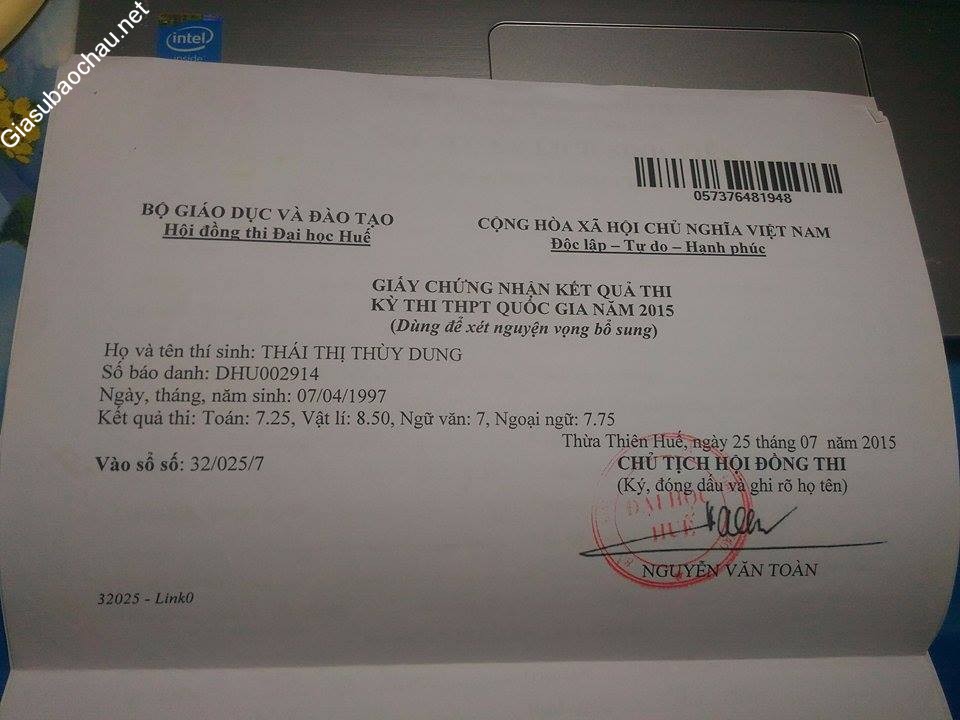 Giasubaochau.net
intel
inside
057376481948
BỘ GIÁO DỤC VÀ ĐÀO TẠO
Hội đồng thi Đại học Huế
CỘNG HÒA XÃ HỘI CHỦ NGHĨA VIỆT NAM
Độc lập – Tự do – Hạnh phúc
GIẤY CHỨNG NHẬN KẾT QUẢ THI
KỲ THI THPT QUỐC GIA NĂM 2015
(Dùng để xét nguyện vọng bổ sung)
Họ và tên thí sinh: THÁI THỊ THÙY DUNG
Số báo danh: DHU002914
Ngày, tháng, năm sinh: 07/04/1997
Kết quả thi: Toán: 7.25, Vật lí: 8.50, Ngữ văn: 7, Ngoại ngữ: 7.75
Thừa Thiên Huế, ngày 25 tháng 07 năm 2015
Vào sổ số: 32/025/7
CHỦ TỊCH HỘI ĐỒNG THI
(Ký, đóng dấu và ghi rõ họ tên)
ĐẠI HỌC
HUẾ
NGUYỄN VĂN TOÀN
32025 - Link0